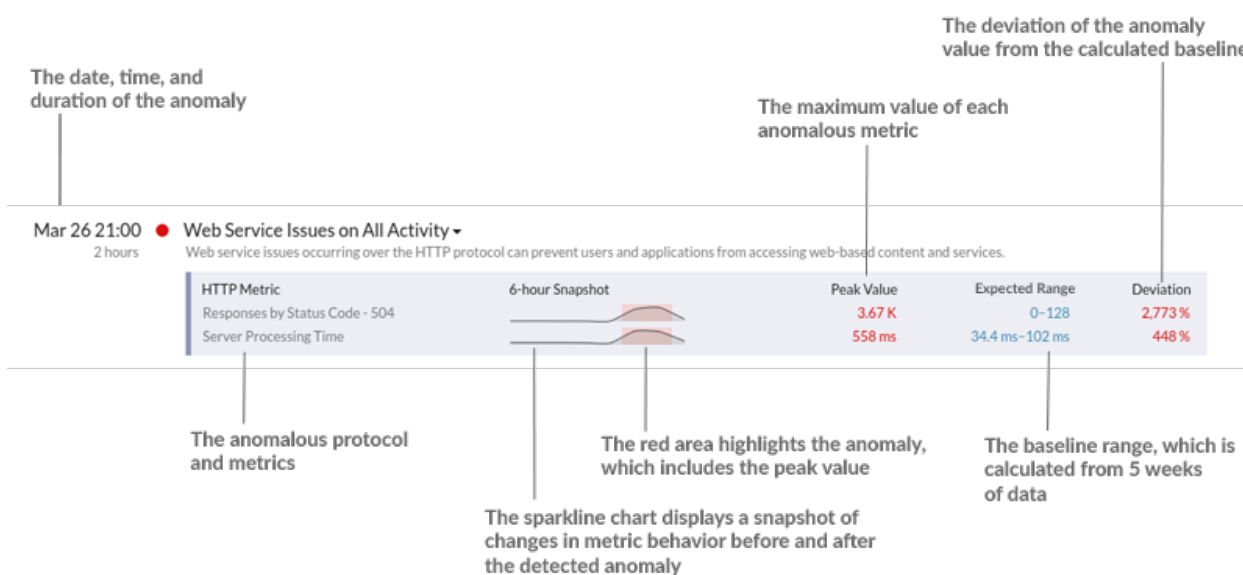 The deviation of the anomaly
value from the calculated baseline
The date, time, and
duration of the anomaly
The maximum value of each
anomalous metric
Mar 26 21:00 Web Service Issues on All Activity
2 hours Web service issues occurring over the HTTP protocol can prevent users and applications from accessing web-based content and services.
HTTP Metric 6-hour Snapshot Peak Value Expected Range Deviation
Responses by Status Code - 504 3.67 K 0–128 2,773 %
Server Processing Time 558 ms 34.4 ms–102 ms 448 %
The anomalous protocol
and metrics
The red area highlights the anomaly,
which includes the peak value
The baseline range, which is
calculated from 5 weeks
of data
The sparkline chart displays a snapshot of
changes in metric behavior before and after
the detected anomaly